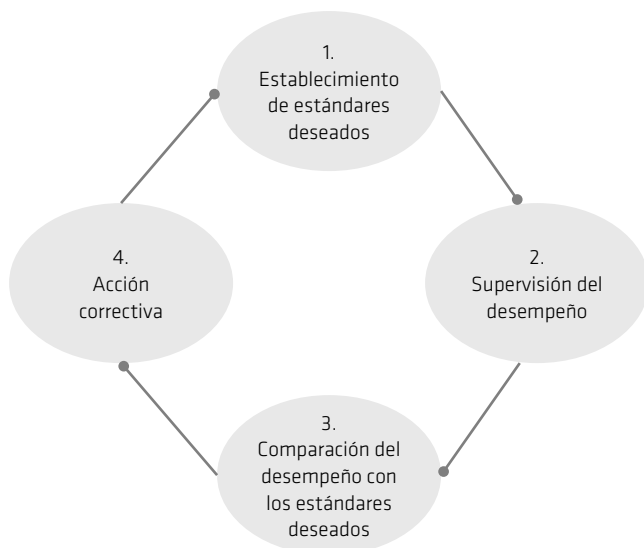 1.
Establecimiento
de estándares
deseados
4.
Acción
correctiva
2.
Supervisión del
desempeño
3.
Comparación del
desempeño con
los estándares
deseados